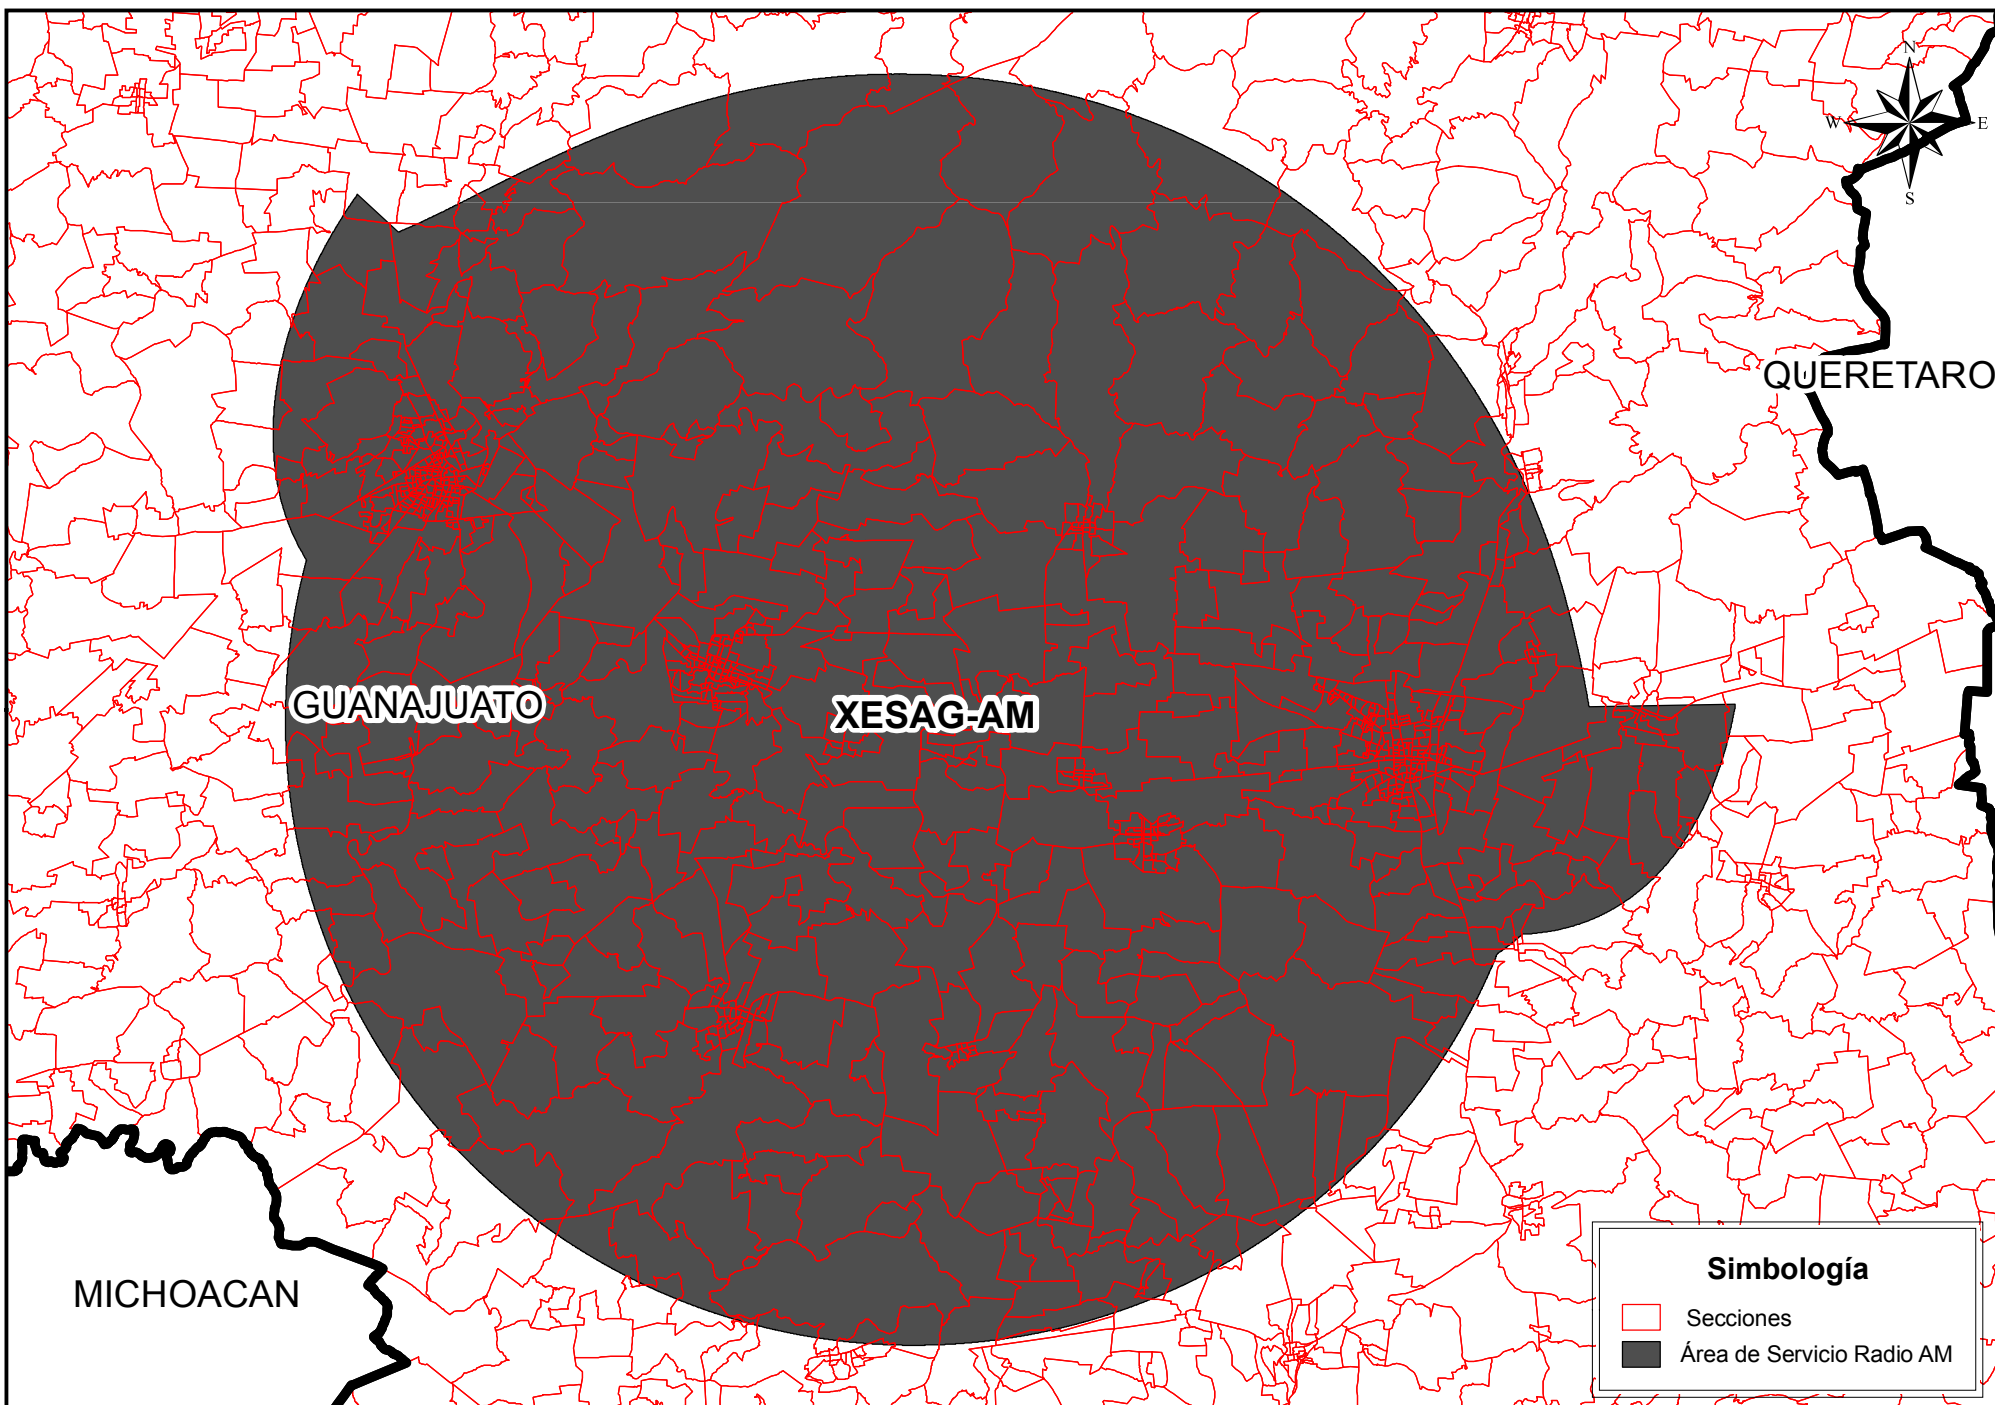 N
W E
S
QUERETARO
GUANAJUATO
XESAG-AM
MICHOACAN
Simbología
Secciones
Área de Servicio Radio AM